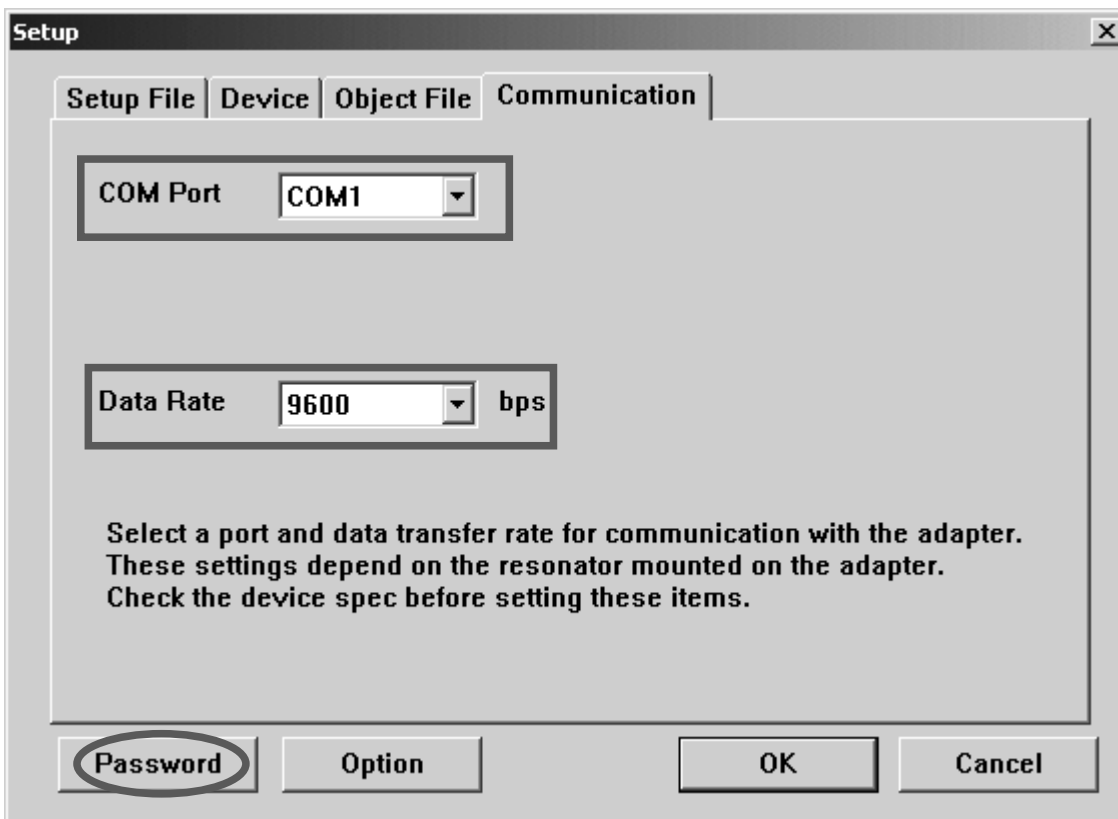 Setup
Setup File Device Object File Communication
COM Port COM1
Data Rate 9600 bps
Select a port and data transfer rate for communication with the adapter.
These settings depend on the resonator mounted on the adapter.
Check the device spec before setting these items.
Password Option OK Cancel